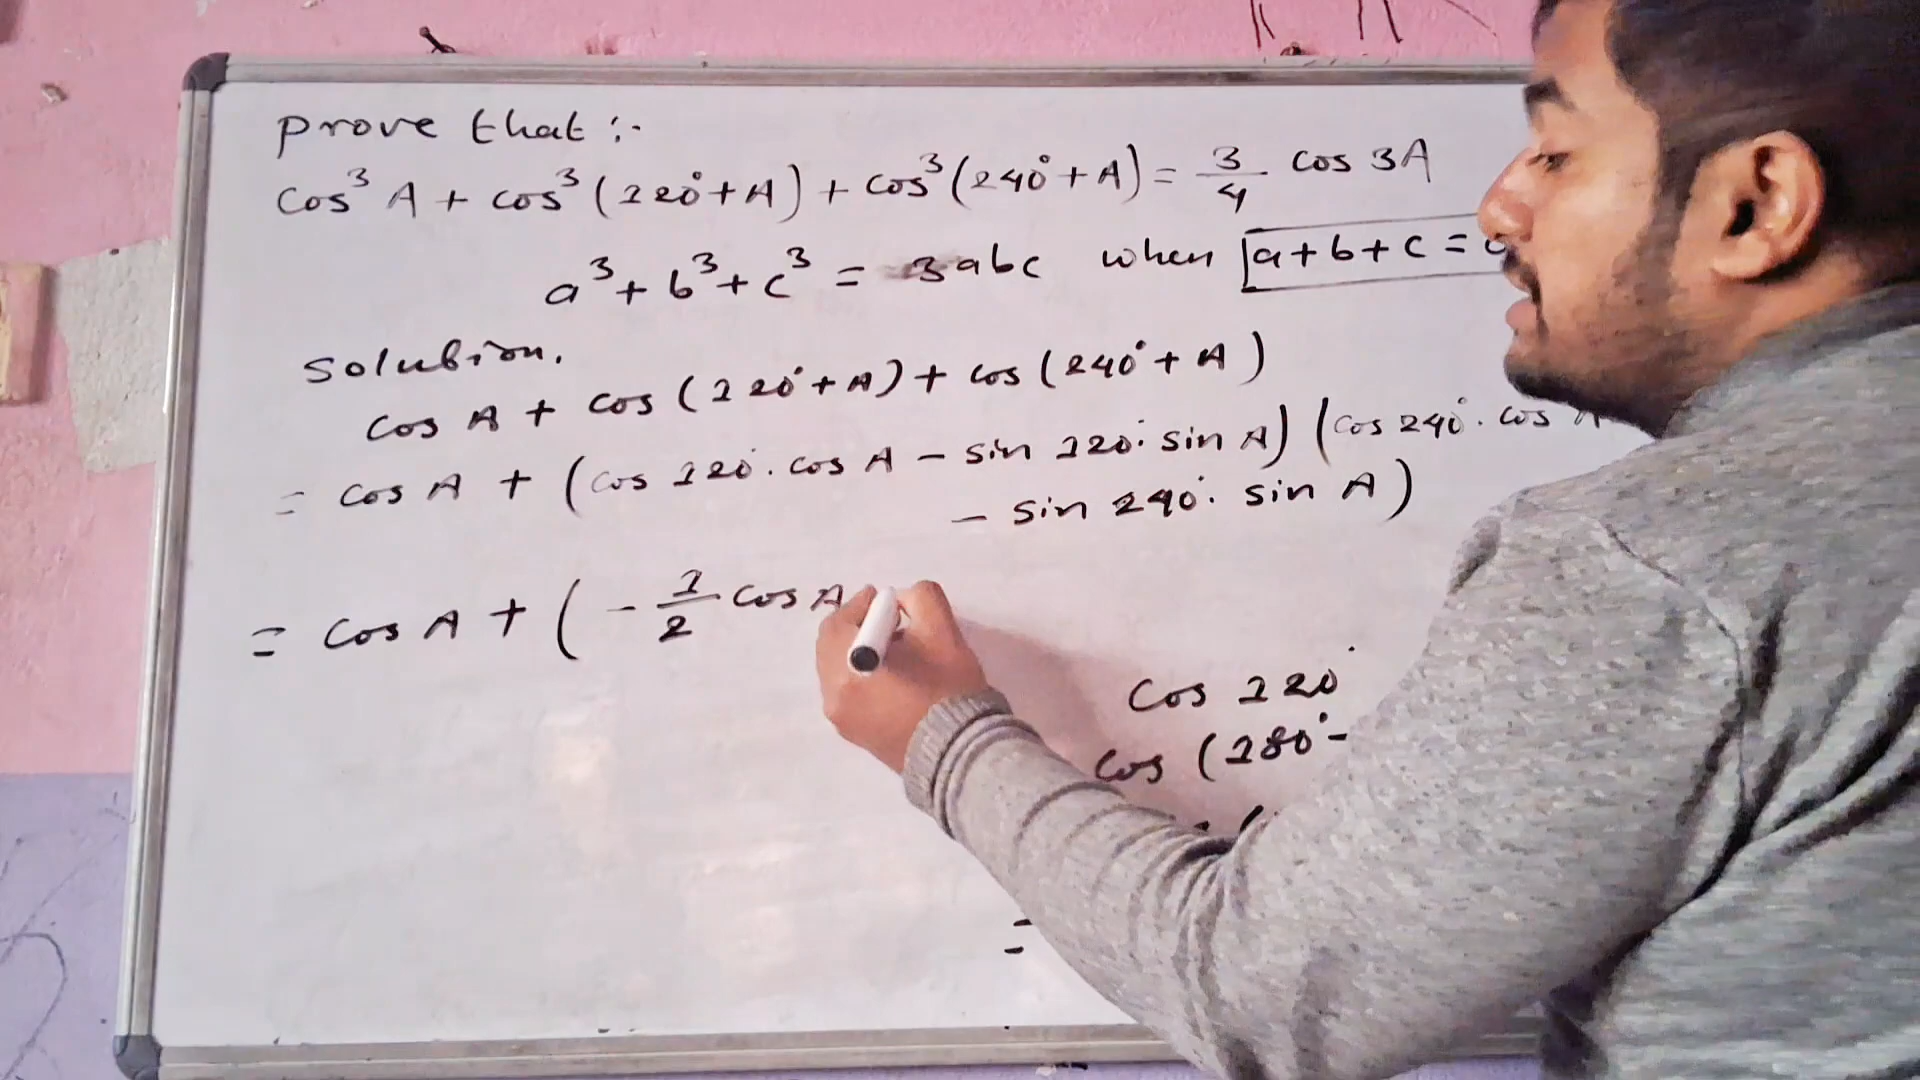 prove that :-
cos³ A + cos³ (120° + A) + cos³ (240° + A) = 3/4 cos 3A
a³ + b³ + c³ = 3abc when a + b + c =
solution.
cos A + cos (120° + A) + cos (240° + A)
= cos A + (cos 120° . cos A - sin 120° . sin A) (cos 240° . cos
- sin 240° . sin A)
= cos A + ( - 1/2 cos A
cos 120°
cos (180° -
=